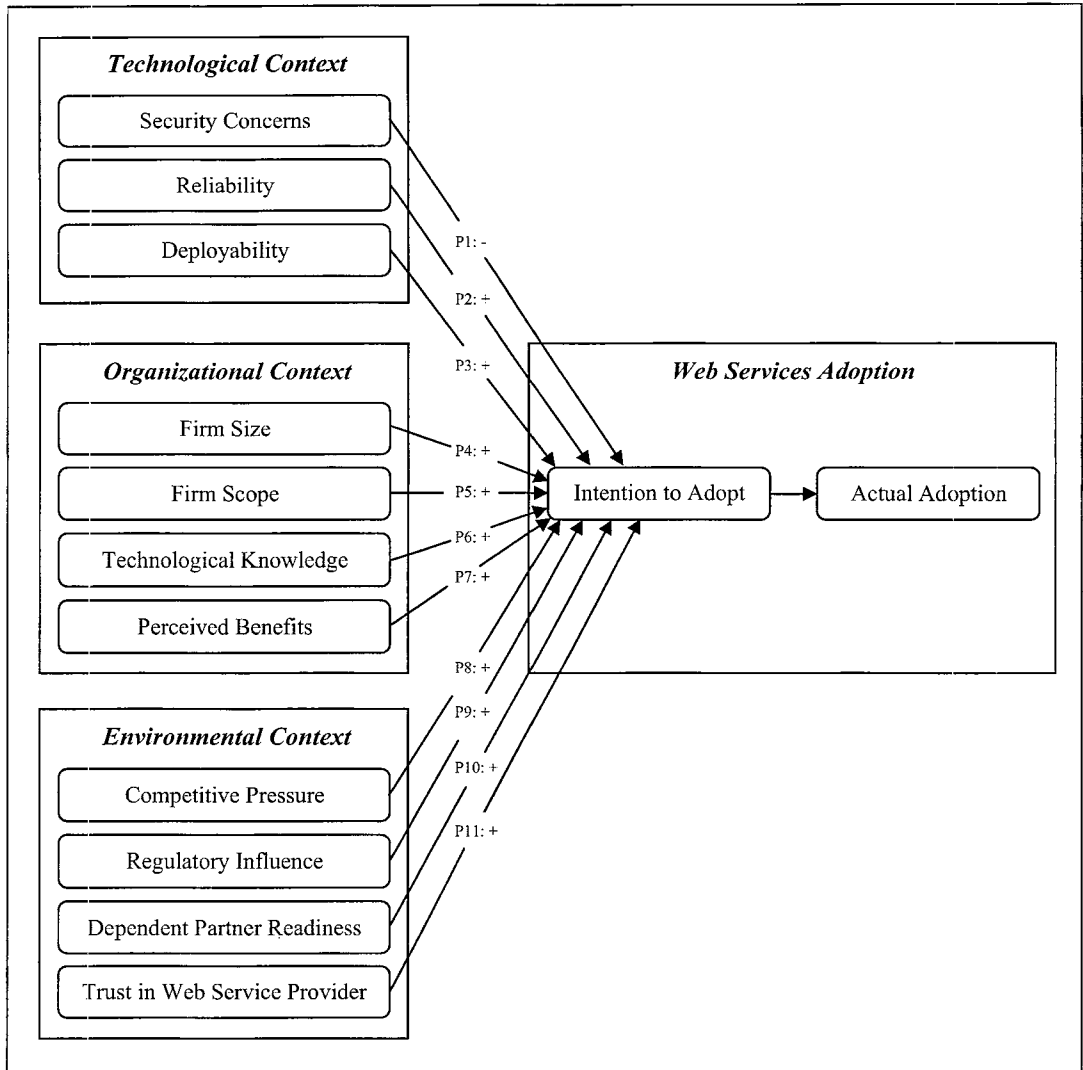 Technological Context
Security Concerns
Reliability
Deployability
P1: -
P2: +
P3: +
Organizational Context
Firm Size
Firm Scope
Technological Knowledge
Perceived Benefits
P4: +
P5: +
P6: +
P7: +
Web Services Adoption
Intention to Adopt
Actual Adoption
Environmental Context
Competitive Pressure
Regulatory Influence
Dependent Partner Readiness
Trust in Web Service Provider
P8: +
P9: +
P10: +
P11: +